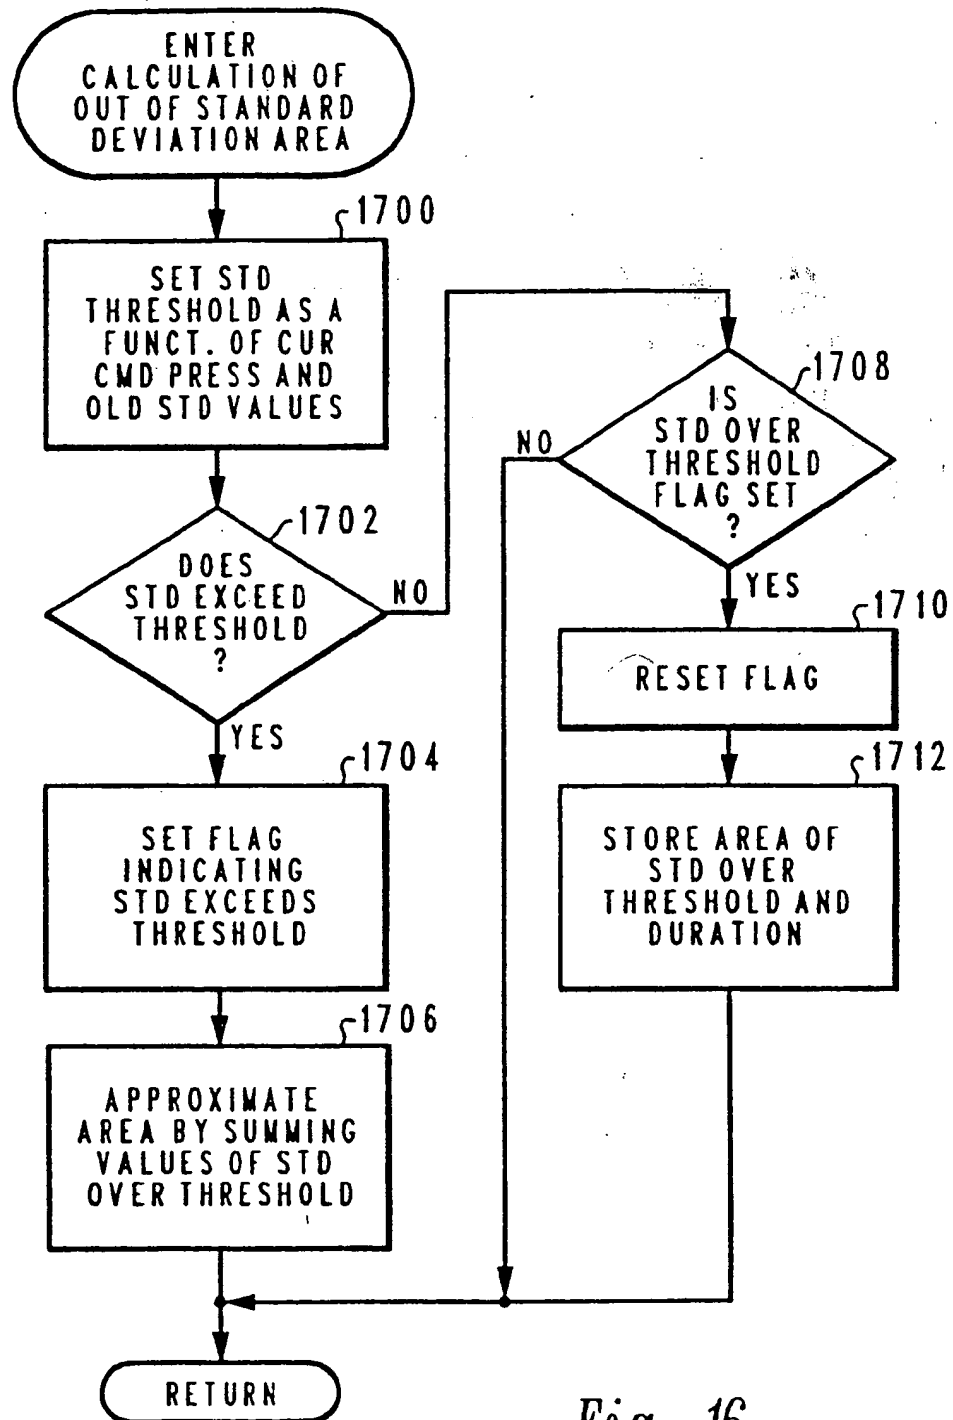 ENTER
CALCULATION OF
OUT OF STANDARD
DEVIATION AREA
1700
SET STD
THRESHOLD AS A
FUNCT. OF CUR
CMD PRESS AND
OLD STD VALUES
1702
DOES
STD EXCEED
THRESHOLD
?
NO
YES
1704
SET FLAG
INDICATING
STD EXCEEDS
THRESHOLD
1706
APPROXIMATE
AREA BY SUMMING
VALUES OF STD
OVER THRESHOLD
1708
IS
STD OVER
THRESHOLD
FLAG SET
?
NO
YES
1710
RESET FLAG
1712
STORE AREA OF
STD OVER
THRESHOLD AND
DURATION
RETURN
Fig. 16